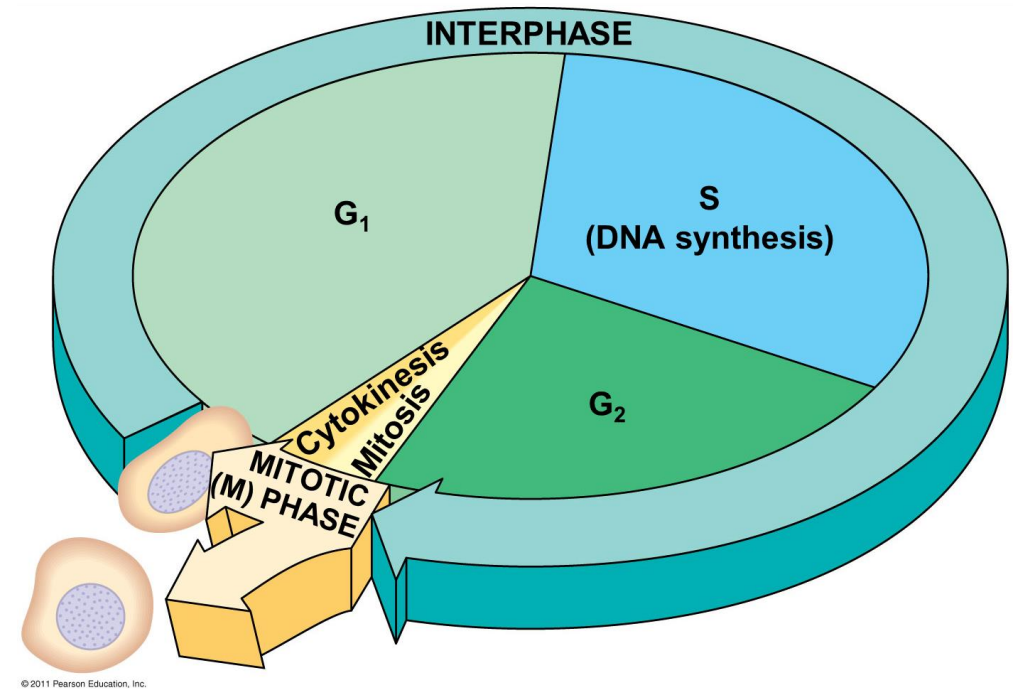 INTERPHASE
G₁
S
(DNA synthesis)
G₂
Cytokinesis
Mitosis
MITOTIC
(M) PHASE
© 2011 Pearson Education, Inc.